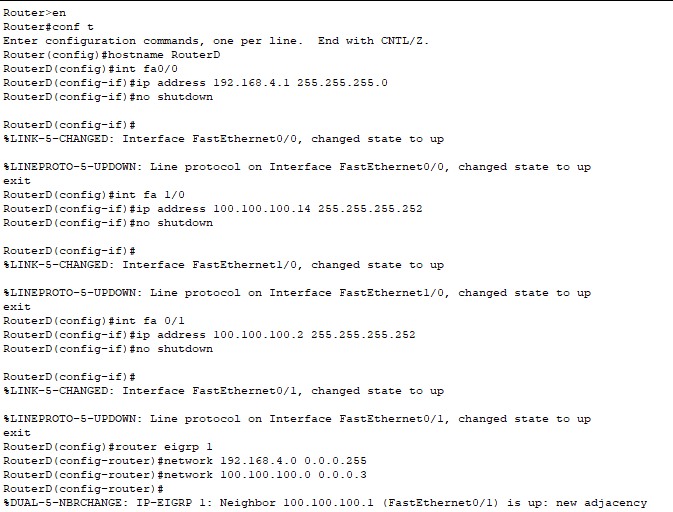 Router>en
Router#conf t
Enter configuration commands, one per line.  End with CNTL/Z.
Router(config)#hostname RouterD
RouterD(config)#int fa0/0
RouterD(config-if)#ip address 192.168.4.1 255.255.255.0
RouterD(config-if)#no shutdown

RouterD(config-if)#
%LINK-5-CHANGED: Interface FastEthernet0/0, changed state to up

%LINEPROTO-5-UPDOWN: Line protocol on Interface FastEthernet0/0, changed state to up
exit
RouterD(config)#int fa 1/0
RouterD(config-if)#ip address 100.100.100.14 255.255.255.252
RouterD(config-if)#no shutdown

RouterD(config-if)#
%LINK-5-CHANGED: Interface FastEthernet1/0, changed state to up

%LINEPROTO-5-UPDOWN: Line protocol on Interface FastEthernet1/0, changed state to up
exit
RouterD(config)#int fa 0/1
RouterD(config-if)#ip address 100.100.100.2 255.255.255.252
RouterD(config-if)#no shutdown

RouterD(config-if)#
%LINK-5-CHANGED: Interface FastEthernet0/1, changed state to up

%LINEPROTO-5-UPDOWN: Line protocol on Interface FastEthernet0/1, changed state to up
exit
RouterD(config)#router eigrp 1
RouterD(config-router)#network 192.168.4.0 0.0.0.255
RouterD(config-router)#network 100.100.100.0 0.0.0.3
RouterD(config-router)#
%DUAL-5-NBRCHANGE: IP-EIGRP 1: Neighbor 100.100.100.1 (FastEthernet0/1) is up: new adjacency